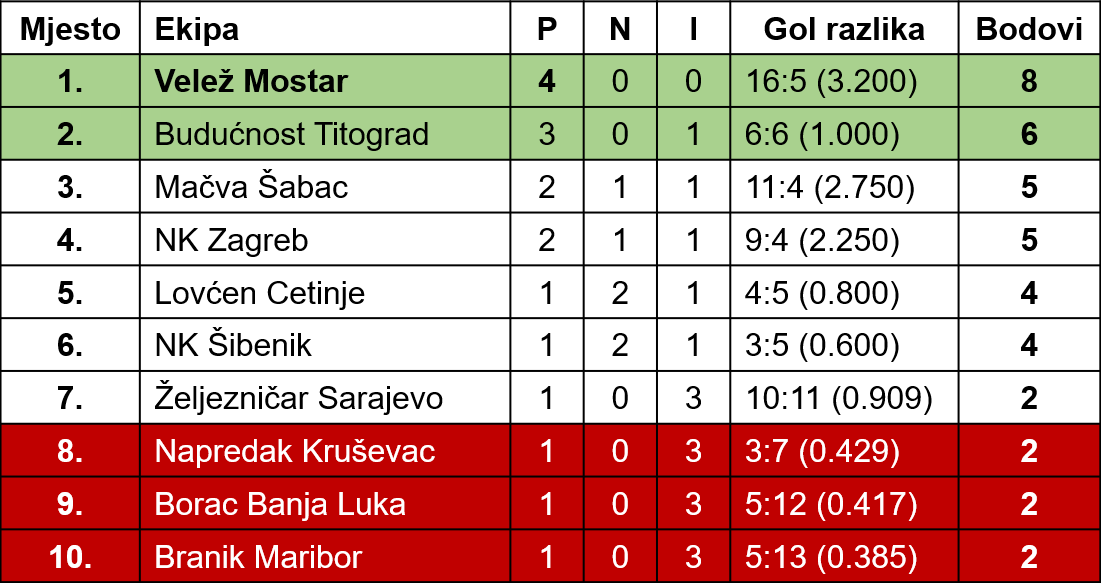 Mjesto Ekipa P N I Gol razlika Bodovi
1. Velež Mostar 4 0 0 16:5 (3.200) 8
2. Budućnost Titograd 3 0 1 6:6 (1.000) 6
3. Mačva Šabac 2 1 1 11:4 (2.750) 5
4. NK Zagreb 2 1 1 9:4 (2.250) 5
5. Lovćen Cetinje 1 2 1 4:5 (0.800) 4
6. NK Šibenik 1 2 1 3:5 (0.600) 4
7. Željezničar Sarajevo 1 0 3 10:11 (0.909) 2
8. Napredak Kruševac 1 0 3 3:7 (0.429) 2
9. Borac Banja Luka 1 0 3 5:12 (0.417) 2
10. Branik Maribor 1 0 3 5:13 (0.385) 2